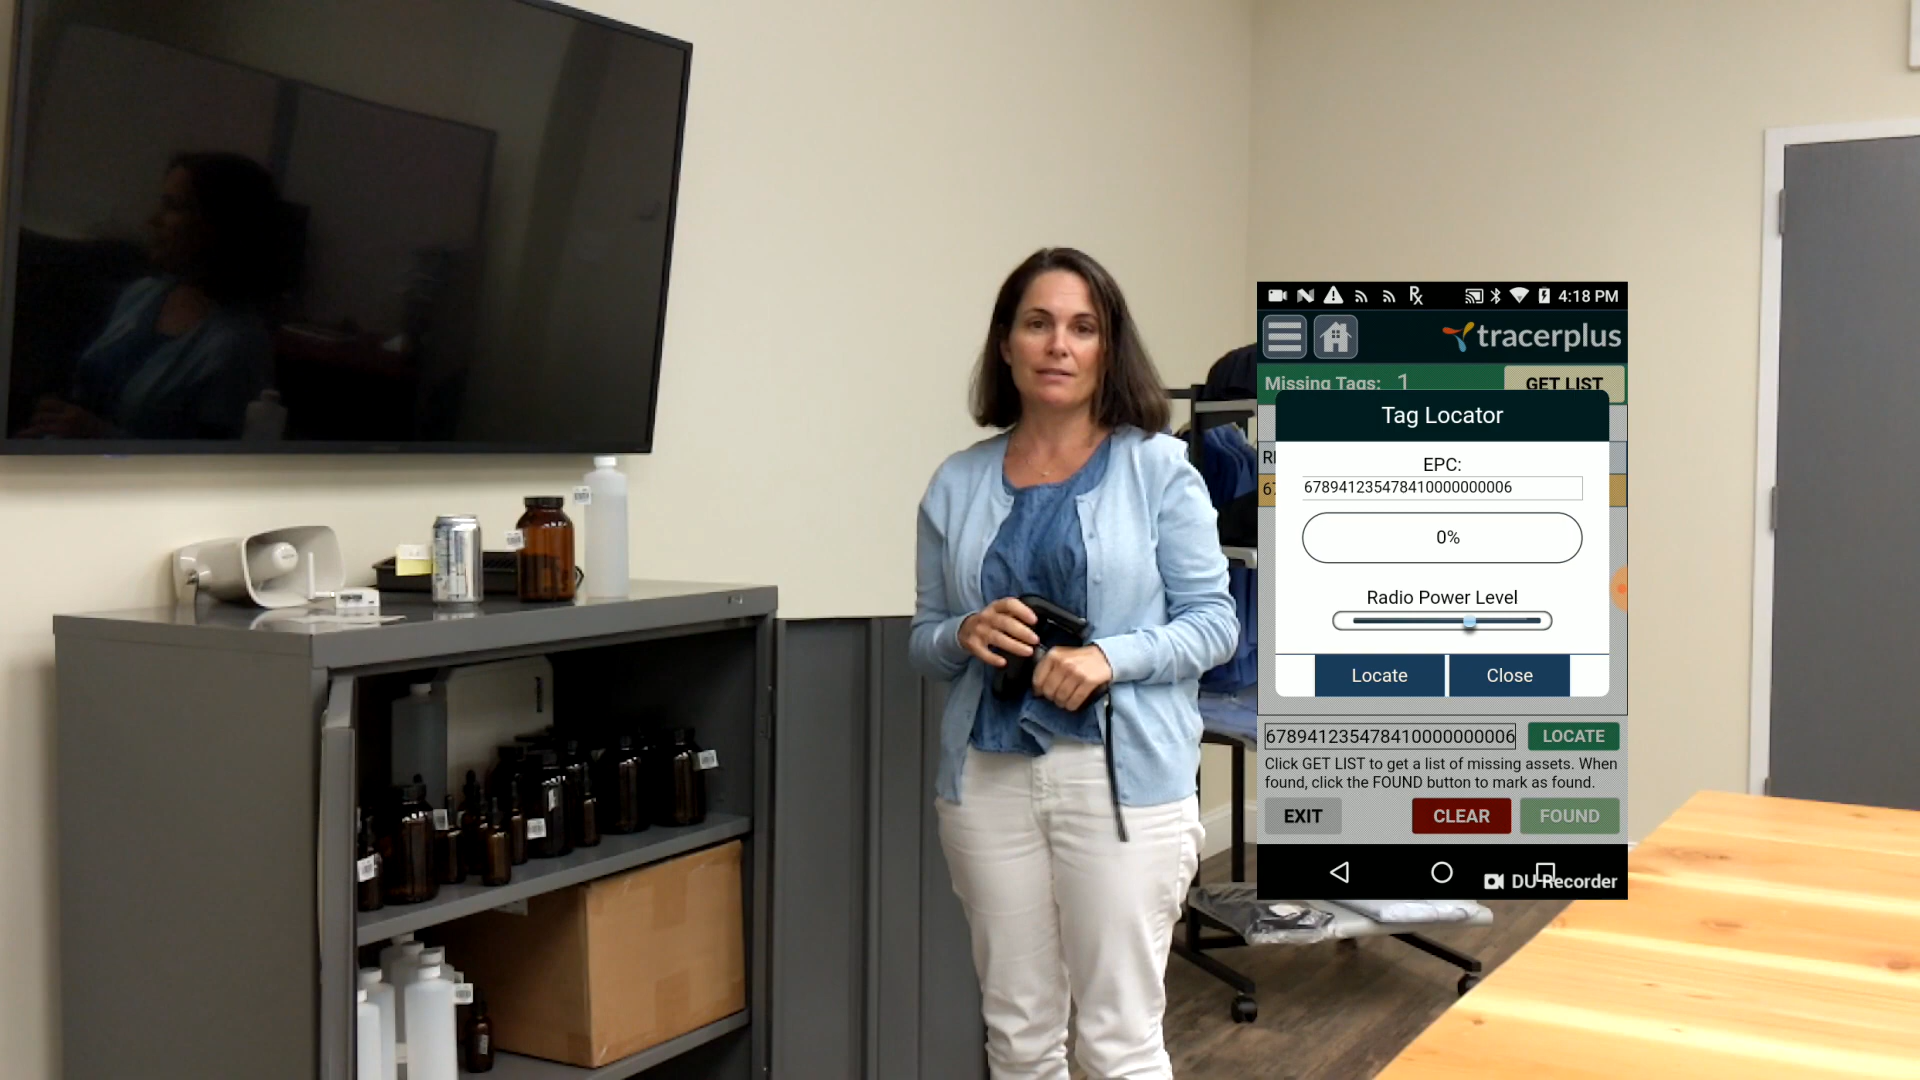 4:18 PM
tracerplus
Missing Tags: 1 GET LIST
Tag Locator
EPC:
678941235478410000000006
0%
Radio Power Level
Locate Close
678941235478410000000006 LOCATE
Click GET LIST to get a list of missing assets. When
found, click the FOUND button to mark as found.
EXIT CLEAR FOUND
DU Recorder